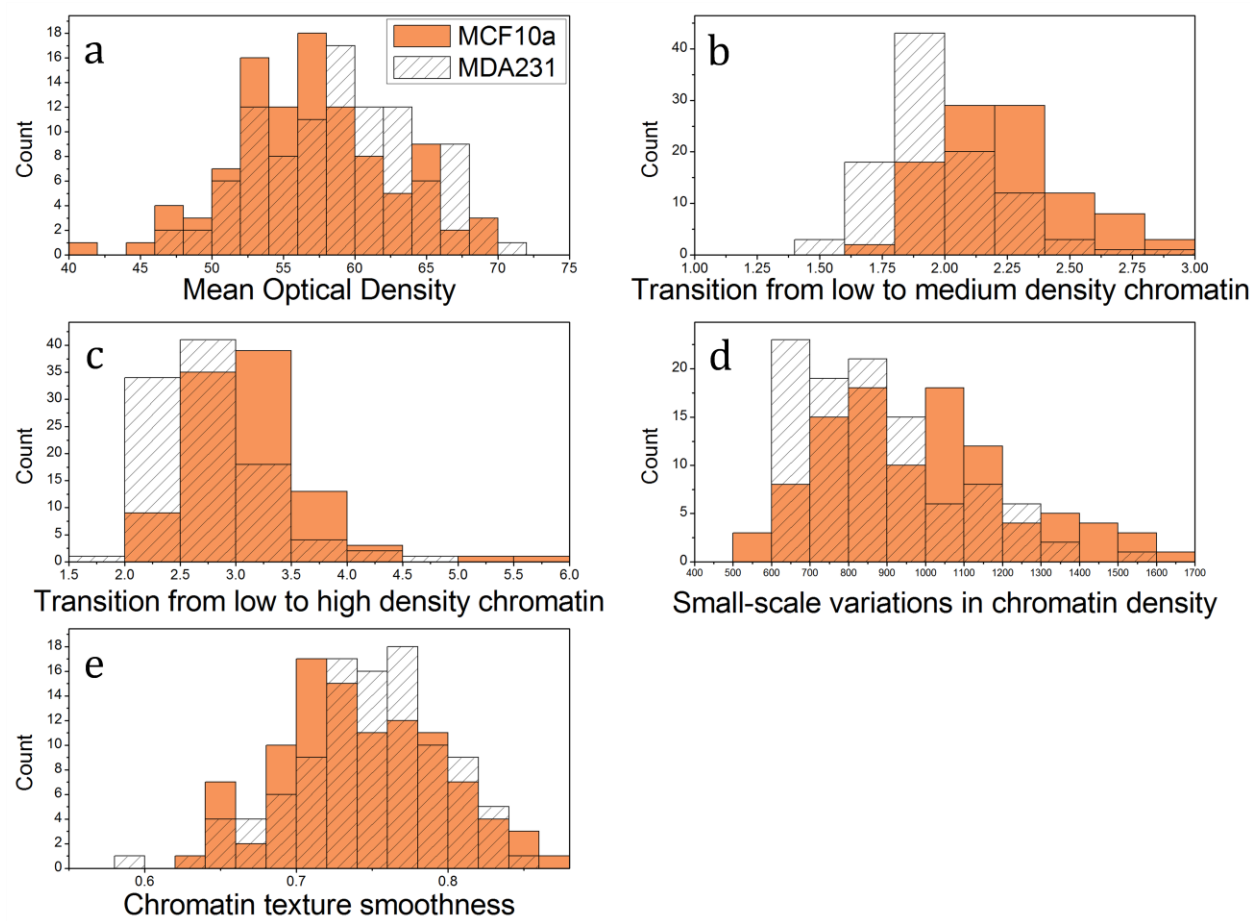 a
MCF10a
MDA231
18
16
14
12
10
8
6
4
2
0
Count
40 45 50 55 60 65 70 75
Mean Optical Density
b
40
30
20
10
0
Count
1.00 1.25 1.50 1.75 2.00 2.25 2.50 2.75 3.00
Transition from low to medium density chromatin
c
40
35
30
25
20
15
10
5
0
Count
1.5 2.0 2.5 3.0 3.5 4.0 4.5 5.0 5.5 6.0
Transition from low to high density chromatin
d
20
15
10
5
0
Count
400 500 600 700 800 900 1000 1100 1200 1300 1400 1500 1600 1700
Small-scale variations in chromatin density
e
18
16
14
12
10
8
6
4
2
0
Count
0.6 0.7 0.8
Chromatin texture smoothness